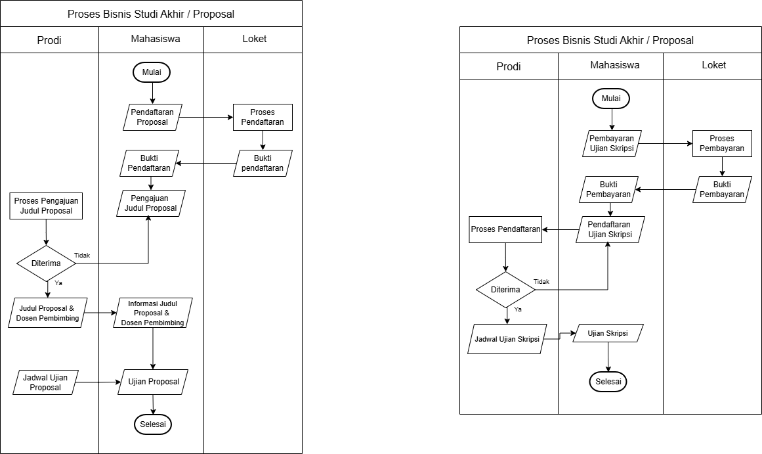 Proses Bisnis Studi Akhir / Proposal
Prodi
Mahasiswa
Loket
Mulai
Pendaftaran
Proposal
Proses
Pendaftaran
Bukti
Pendaftaran
Bukti
pendaftaran
Pengajuan
Judul Proposal
Proses Pengajuan
Judul Proposal
Diterima
Tidak
Ya
Judul Proposal &
Dosen Pembimbing
Informasi Judul
Proposal &
Dosen Pembimbing
Jadwal Ujian
Proposal
Ujian Proposal
Selesai
Proses Bisnis Studi Akhir / Proposal
Prodi
Mahasiswa
Loket
Mulai
Pembayaran
Ujian Skripsi
Proses
Pembayaran
Bukti
Pembayaran
Bukti
Pembayaran
Pendaftaran
Ujian Skripsi
Proses Pendaftaran
Diterima
Tidak
Ya
Jadwal Ujian Skripsi
Ujian Skripsi
Selesai